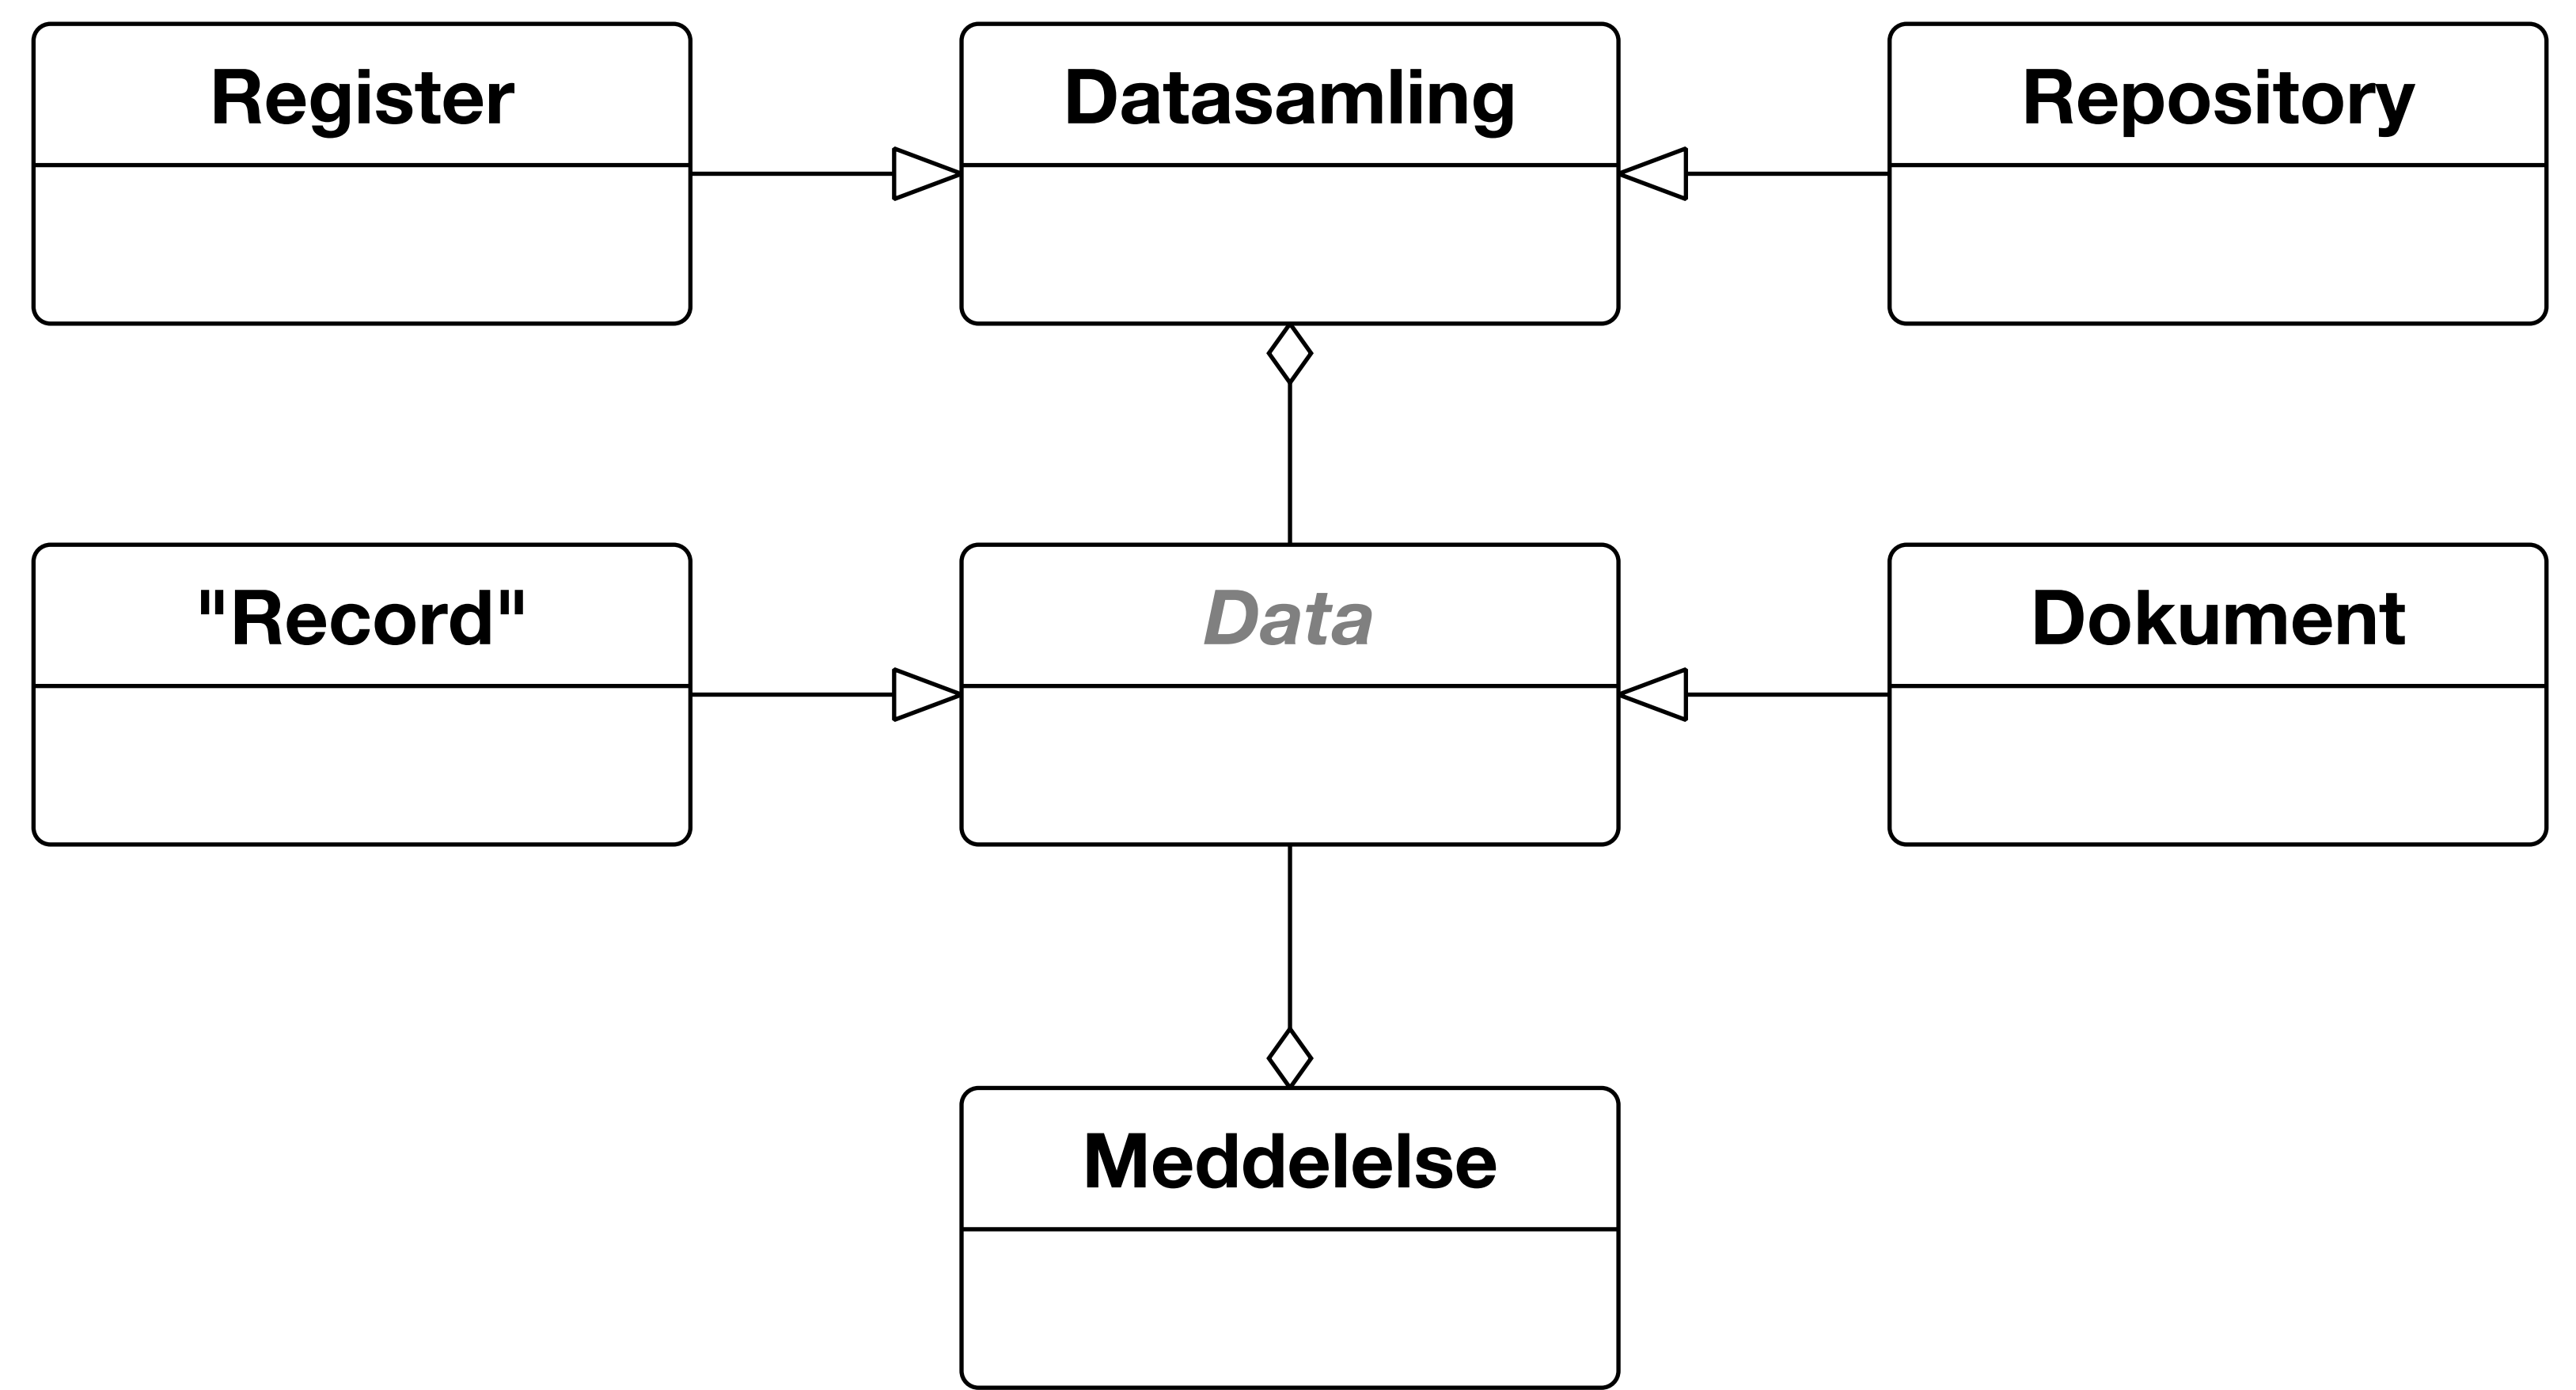 Register
Datasamling
Repository
"Record"
Data
Dokument
Meddelelse